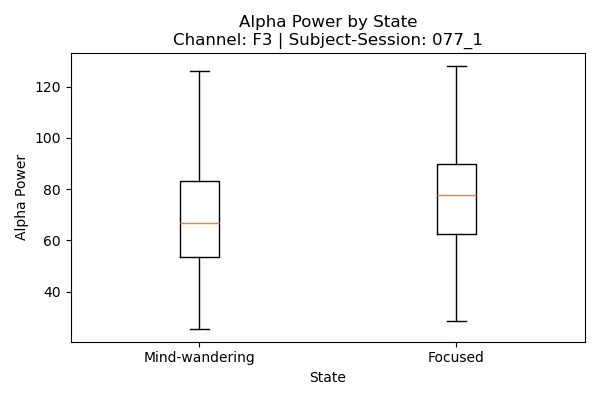 Alpha Power by State
Channel: F3 | Subject-Session: 077_1
Alpha Power
120
100
80
60
40
Mind-wandering
Focused
State